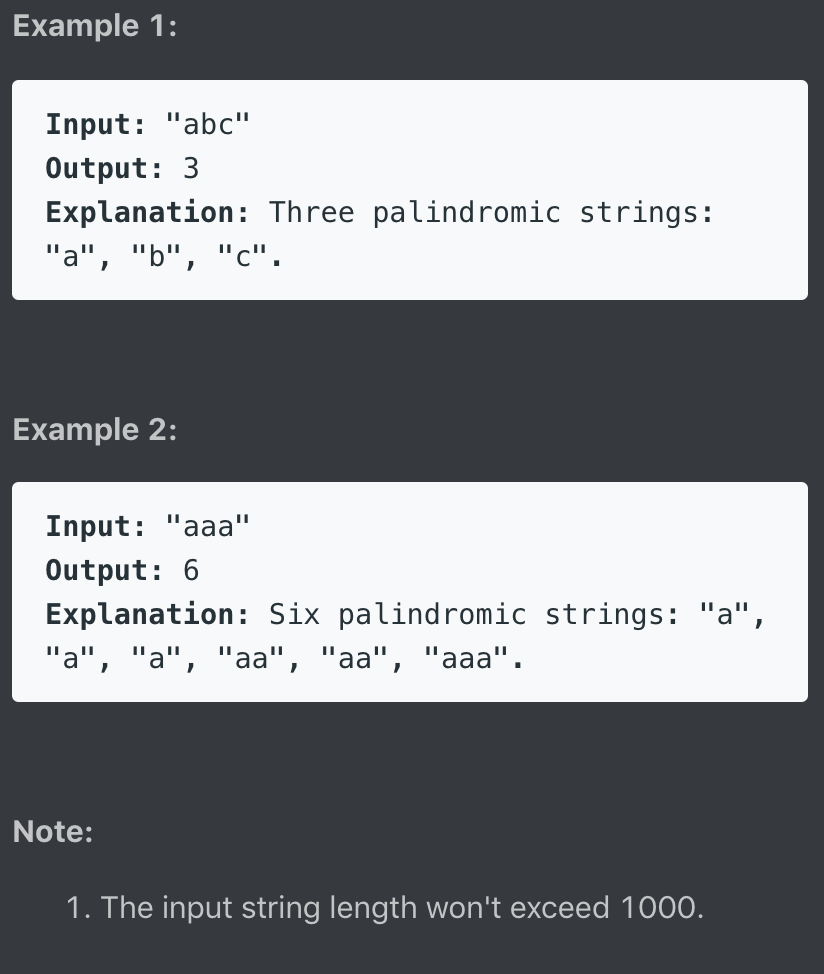 Example 1:
Input: "abc"
Output: 3
Explanation: Three palindromic strings:
"a", "b", "c".
Example 2:
Input: "aaa"
Output: 6
Explanation: Six palindromic strings: "a",
"a", "a", "aa", "aa", "aaa".
Note:
1. The input string length won't exceed 1000.